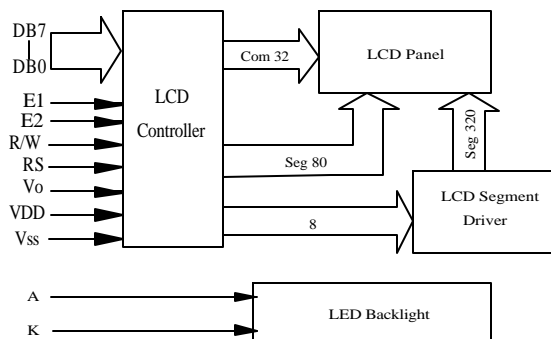 DB7
DB0
E1
E2
R/W
RS
Vo
VDD
Vss
LCD
Controller
Com 32
Seg 80
8
LCD Panel
Seg 320
LCD Segment
Driver
A
K
LED Backlight